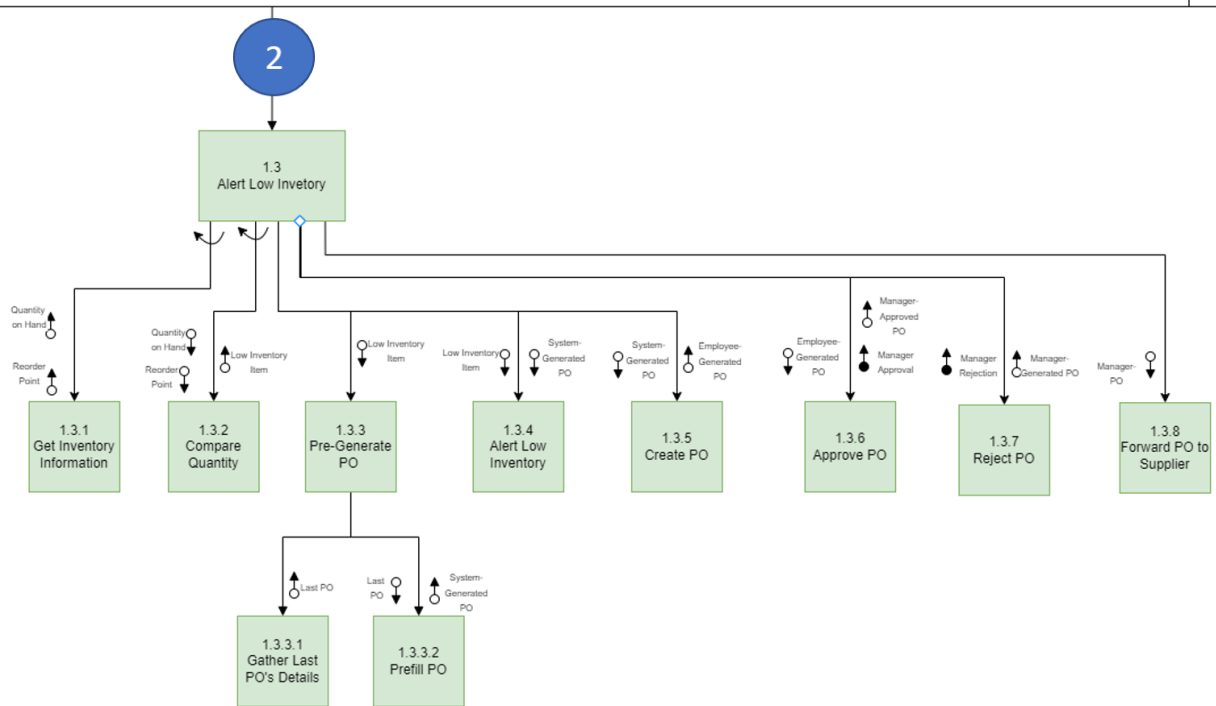 2
1.3
Alert Low Invetory
Quantity
on Hand
Reorder
Point
Quantity
on Hand
Reorder
Point
Low Inventory
Item
Low Inventory
Item
Low Inventory
Item
System-
Generated
PO
System-
Generated
PO
Employee-
Generated
PO
Employee-
Generated
PO
Manager-
Approved
PO
Manager
Approval
Manager
Rejection
Manager-
Generated PO
Manager-
PO
1.3.1
Get Inventory
Information
1.3.2
Compare
Quantity
1.3.3
Pre-Generate
PO
1.3.4
Alert Low
Inventory
1.3.5
Create PO
1.3.6
Approve PO
1.3.7
Reject PO
1.3.8
Forward PO to
Supplier
Last PO
Last
PO
System-
Generated
PO
1.3.3.1
Gather Last
PO's Details
1.3.3.2
Prefill PO